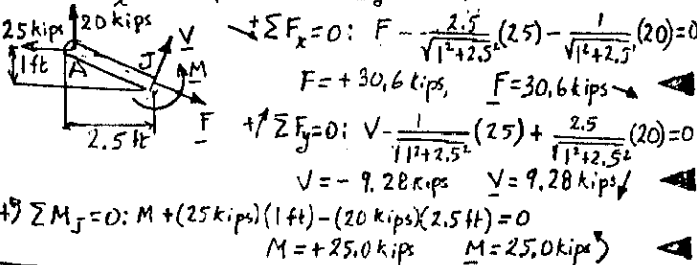 25 kips 20 kips V
1 ft A J M
2.5 ft F
+↘ ΣFx = 0: F - 2.5/√(1²+2.5²) (25) - 1/√(1²+2.5²) (20) = 0
F = + 30.6 kips, F = 30.6 kips ↘ ◀
+↗ ΣFy = 0: V - 1/√(1²+2.5²) (25) + 2.5/√(1²+2.5²) (20) = 0
V = - 9.28 kips V = 9.28 kips ↙ ◀
+↺ ΣMJ = 0: M + (25 kips)(1 ft) - (20 kips)(2.5 ft) = 0
M = +25.0 kips M = 25.0 kips ↺ ◀